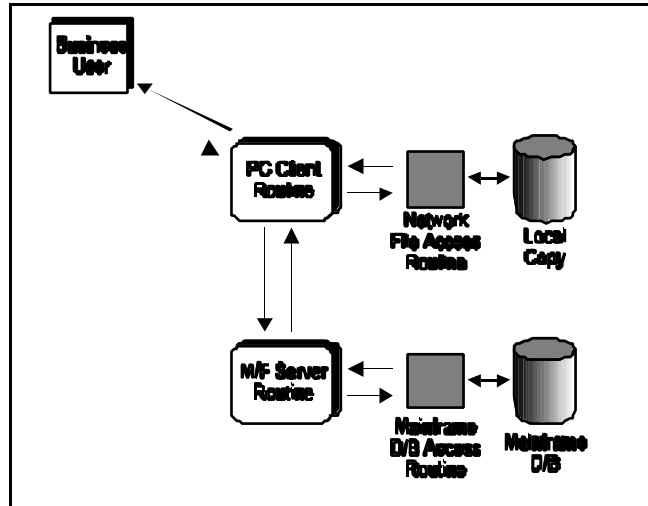 Business
User
PC Client
Routine
Network
File Access
Routine
Local
Copy
M/F Server
Routine
Mainframe
D/B Access
Routine
Mainframe
D/B